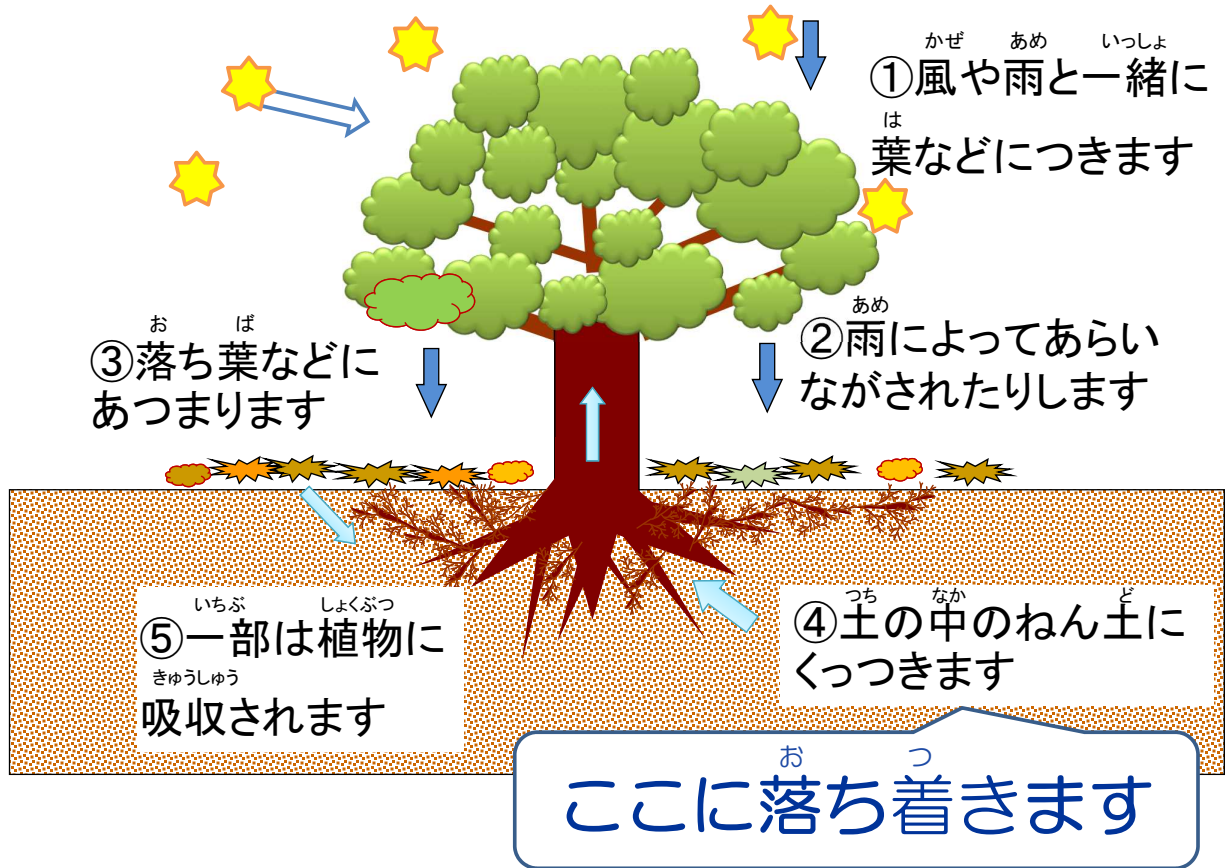 かぜ あめ いっしょ
①風や雨と一緒に
は
葉などにつきます
あめ
②雨によってあらい
ながされたりします
お ば
③落ち葉などに
あつまります
つち なか ど
④土の中のねん土に
くっつきます
いちぶ しょくぶつ
⑤一部は植物に
きゅうしゅう
吸収されます
お つ
ここに落ち着きます